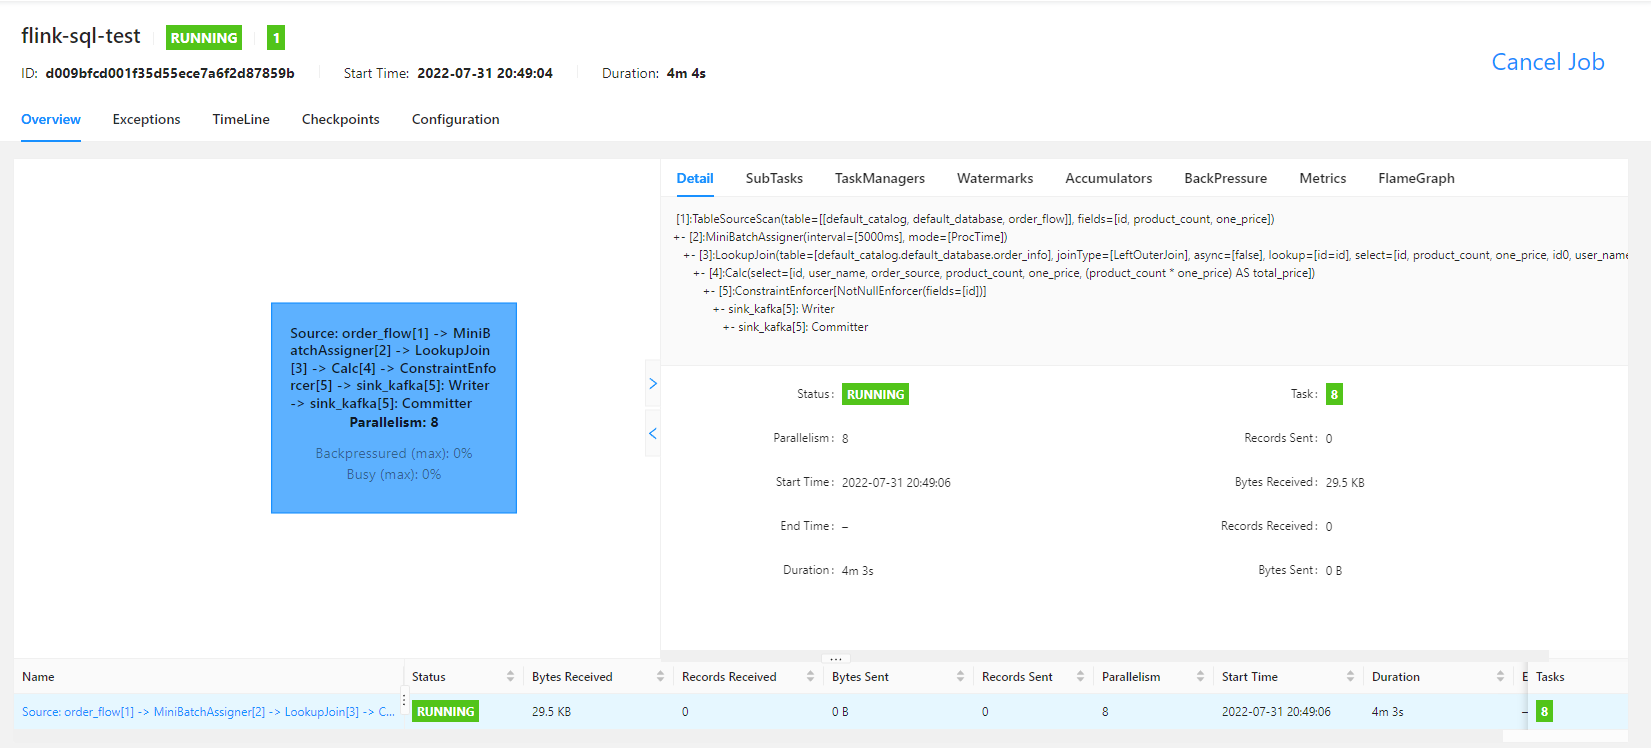 flink-sql-test RUNNING 1
ID: d009bfcd001f35d55ece7a6f2d87859b Start Time: 2022-07-31 20:49:04 Duration: 4m 4s
Cancel Job
Overview Exceptions TimeLine Checkpoints Configuration
Source: order_flow[1] -> MiniB
atchAssigner[2] -> LookupJoin
[3] -> Calc[4] -> ConstraintEnfo
rcer[5] -> sink_kafka[5]: Writer
-> sink_kafka[5]: Committer
Parallelism: 8
Backpressured (max): 0%
Busy (max): 0%
Detail SubTasks TaskManagers Watermarks Accumulators BackPressure Metrics FlameGraph
[1]:TableSourceScan(table=[[default_catalog, default_database, order_flow]], fields=[id, product_count, one_price])
+- [2]:MiniBatchAssigner(interval=[5000ms], mode=[ProcTime])
+- [3]:LookupJoin(table=[default_catalog.default_database.order_info], joinType=[LeftOuterJoin], async=[false], lookup=[id=id], select=[id, product_count, one_price, id0, user_name
+- [4]:Calc(select=[id, user_name, order_source, product_count, one_price, (product_count * one_price) AS total_price])
+- [5]:ConstraintEnforcer[NotNullEnforcer(fields=[id])]
+- sink_kafka[5]: Writer
+- sink_kafka[5]: Committer
Status: RUNNING Task: 8
Parallelism: 8 Records Sent: 0
Start Time: 2022-07-31 20:49:06 Bytes Received: 29.5 KB
End Time: – Records Received: 0
Duration: 4m 3s Bytes Sent: 0 B
Name Status Bytes Received Records Received Bytes Sent Records Sent Parallelism Start Time Duration E Tasks
Source: order_flow[1] -> MiniBatchAssigner[2] -> LookupJoin[3] -> C... RUNNING 29.5 KB 0 0 B 0 8 2022-07-31 20:49:06 4m 3s – 8